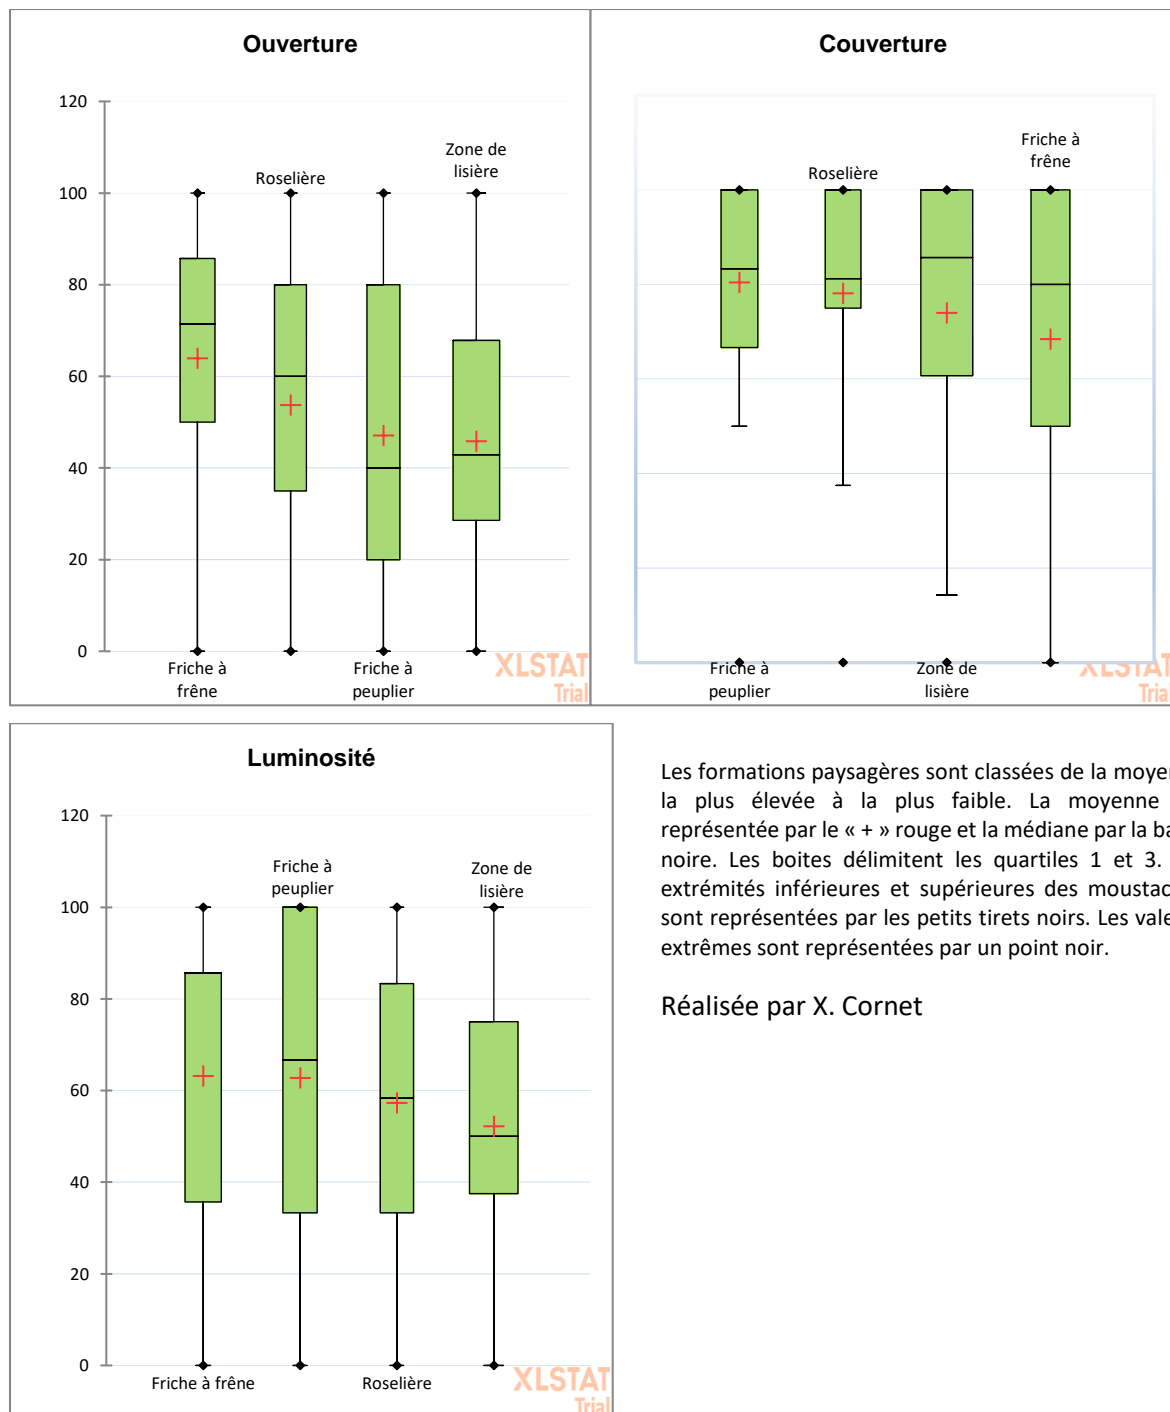 Ouverture
120
100
80
60
40
20
0
Roselière
Zone de
lisière
Friche à
frêne
Friche à
peuplier
XLSTAT
Trial
Couverture
Roselière
Friche à
frêne
Friche à
peuplier
Zone de
lisière
XLSTAT
Trial
Luminosité
120
100
80
60
40
20
0
Friche à
peuplier
Zone de
lisière
Friche à frêne
Roselière
XLSTAT
Trial
Les formations paysagères sont classées de la moyen
la plus élevée à la plus faible. La moyenne
représentée par le « + » rouge et la médiane par la ba
noire. Les boites délimitent les quartiles 1 et 3.
extrémités inférieures et supérieures des moustac
sont représentées par les petits tirets noirs. Les vale
extrêmes sont représentées par un point noir.
Réalisée par X. Cornet